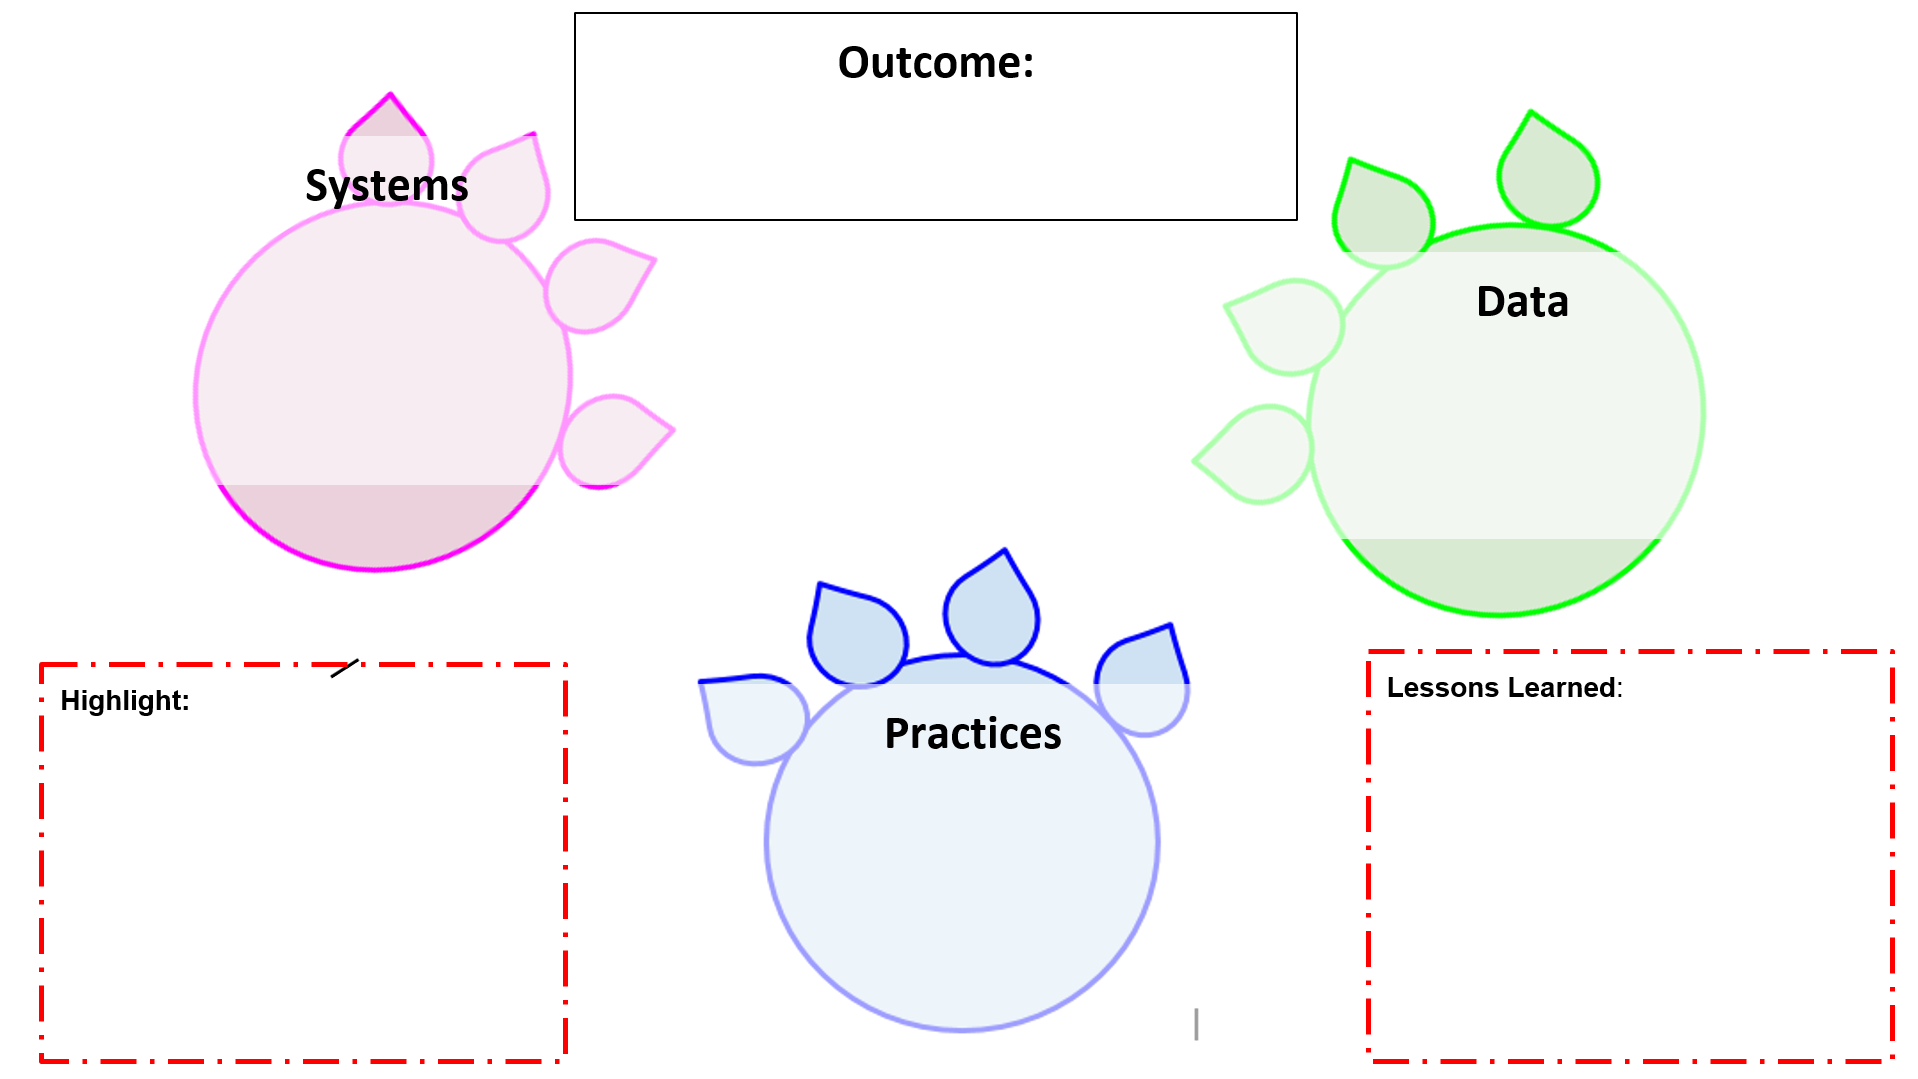 Outcome:
Systems
Data
Practices
Highlight:
Lessons Learned: